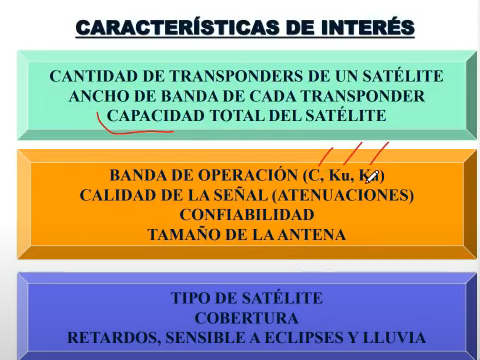 CARACTERÍSTICAS DE INTERÉS
CANTIDAD DE TRANSPONDERS DE UN SATÉLITE
ANCHO DE BANDA DE CADA TRANSPONDER
CAPACIDAD TOTAL DEL SATÉLITE
BANDA DE OPERACIÓN (C, Ku, Ka)
CALIDAD DE LA SEÑAL (ATENUACIONES)
CONFIABILIDAD
TAMAÑO DE LA ANTENA
TIPO DE SATÉLITE
COBERTURA
RETARDOS, SENSIBLE A ECLIPSES Y LLUVIA